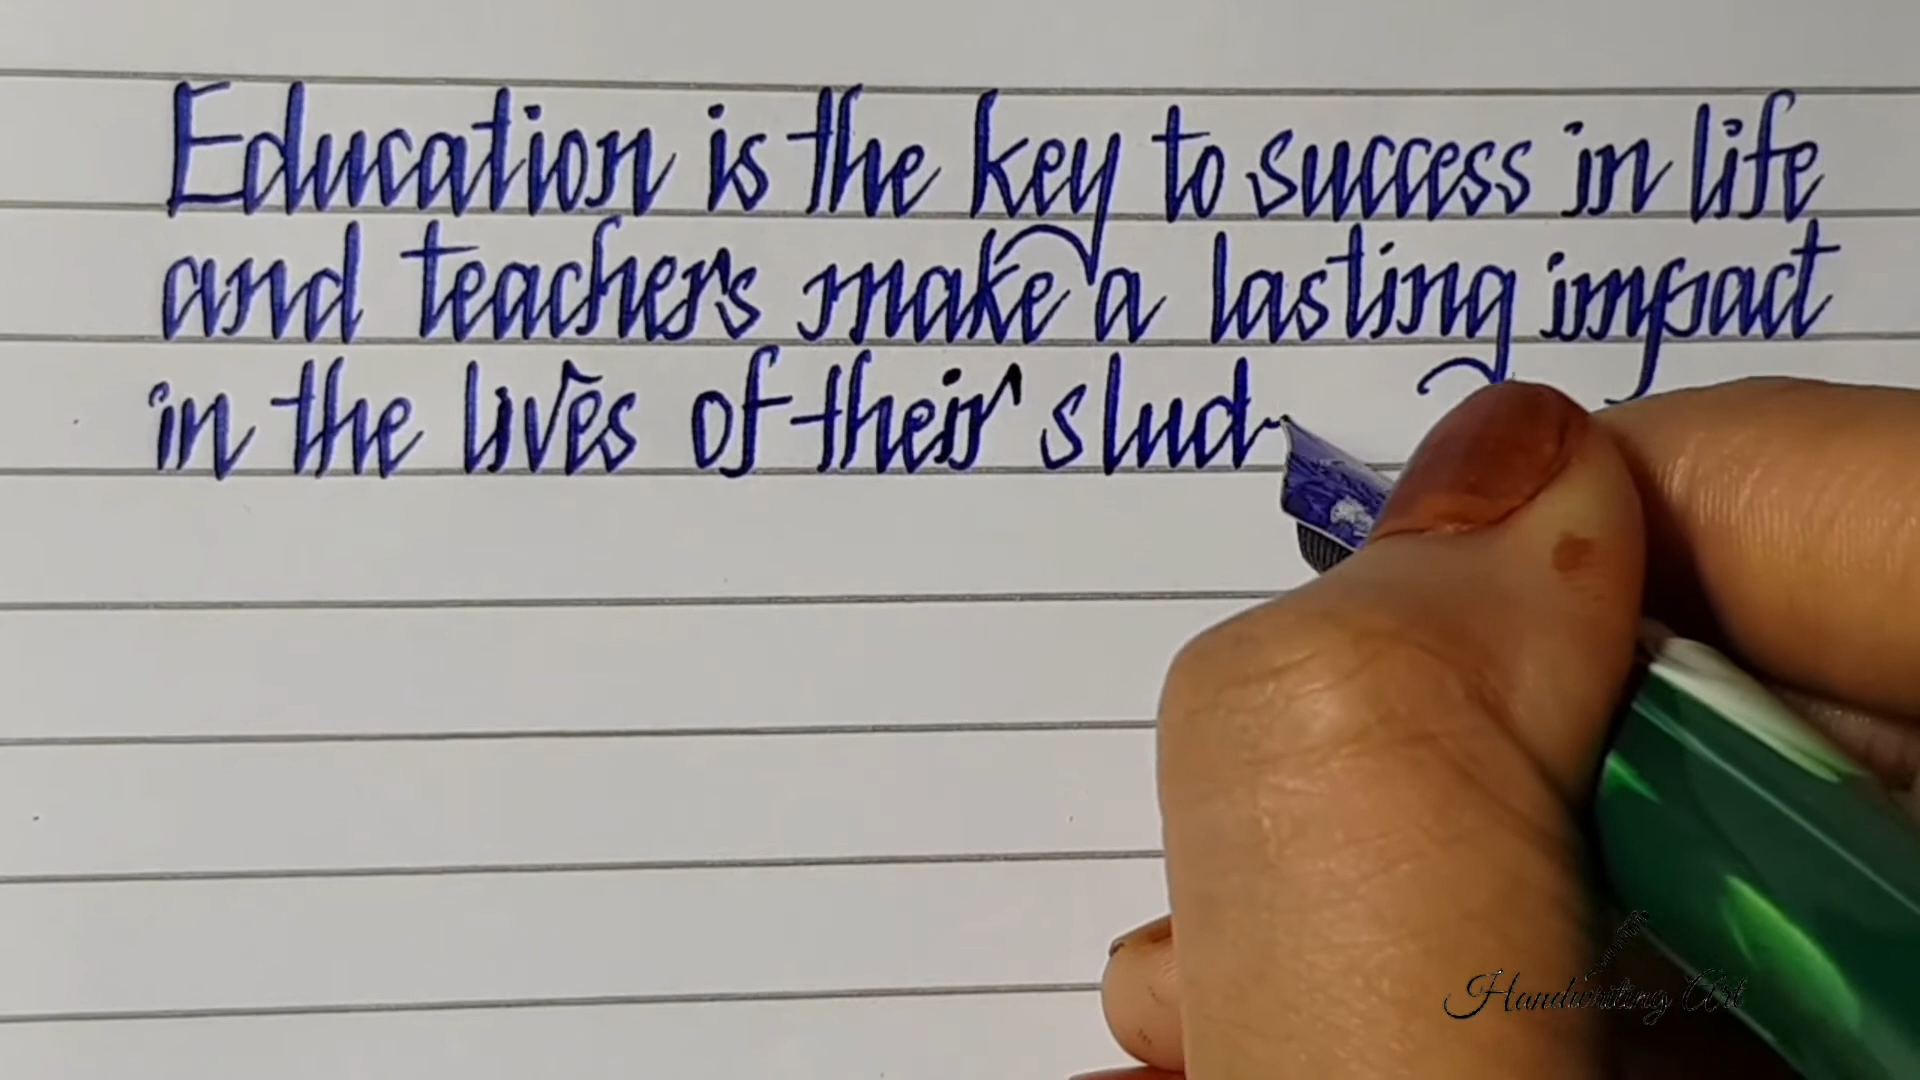 Education is the key to success in life
and teachers make a lasting impact
in the lives of their slud
Handwriting Art